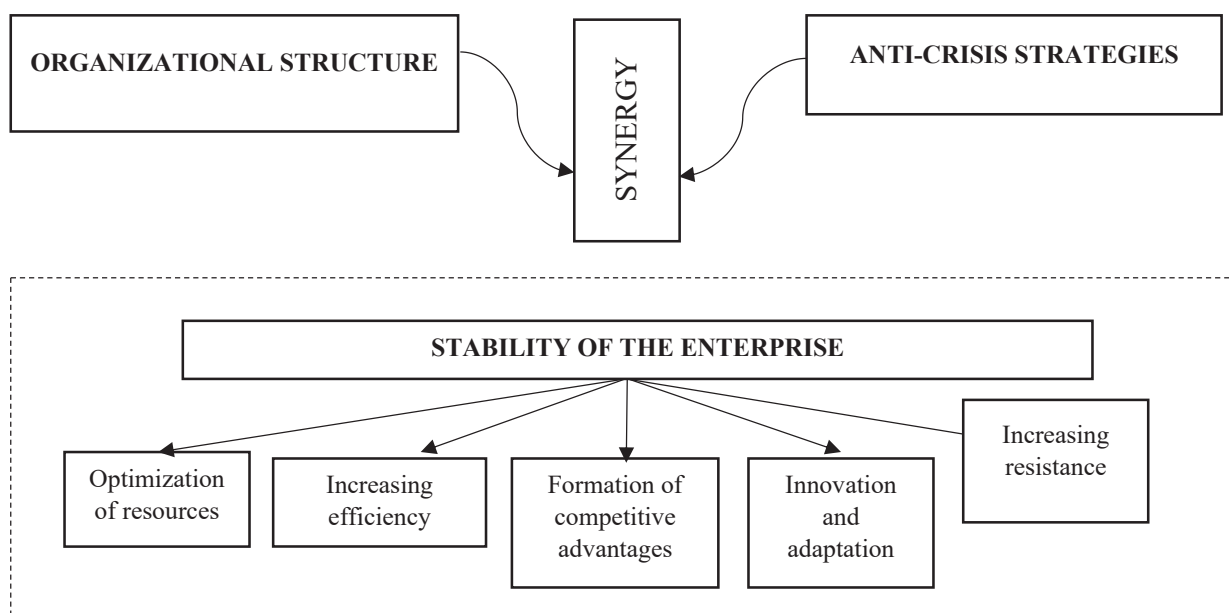 ORGANIZATIONAL STRUCTURE
SYNERGY
ANTI-CRISIS STRATEGIES
STABILITY OF THE ENTERPRISE
Optimization
of resources
Increasing
efficiency
Formation of
competitive
advantages
Innovation
and
adaptation
Increasing
resistance